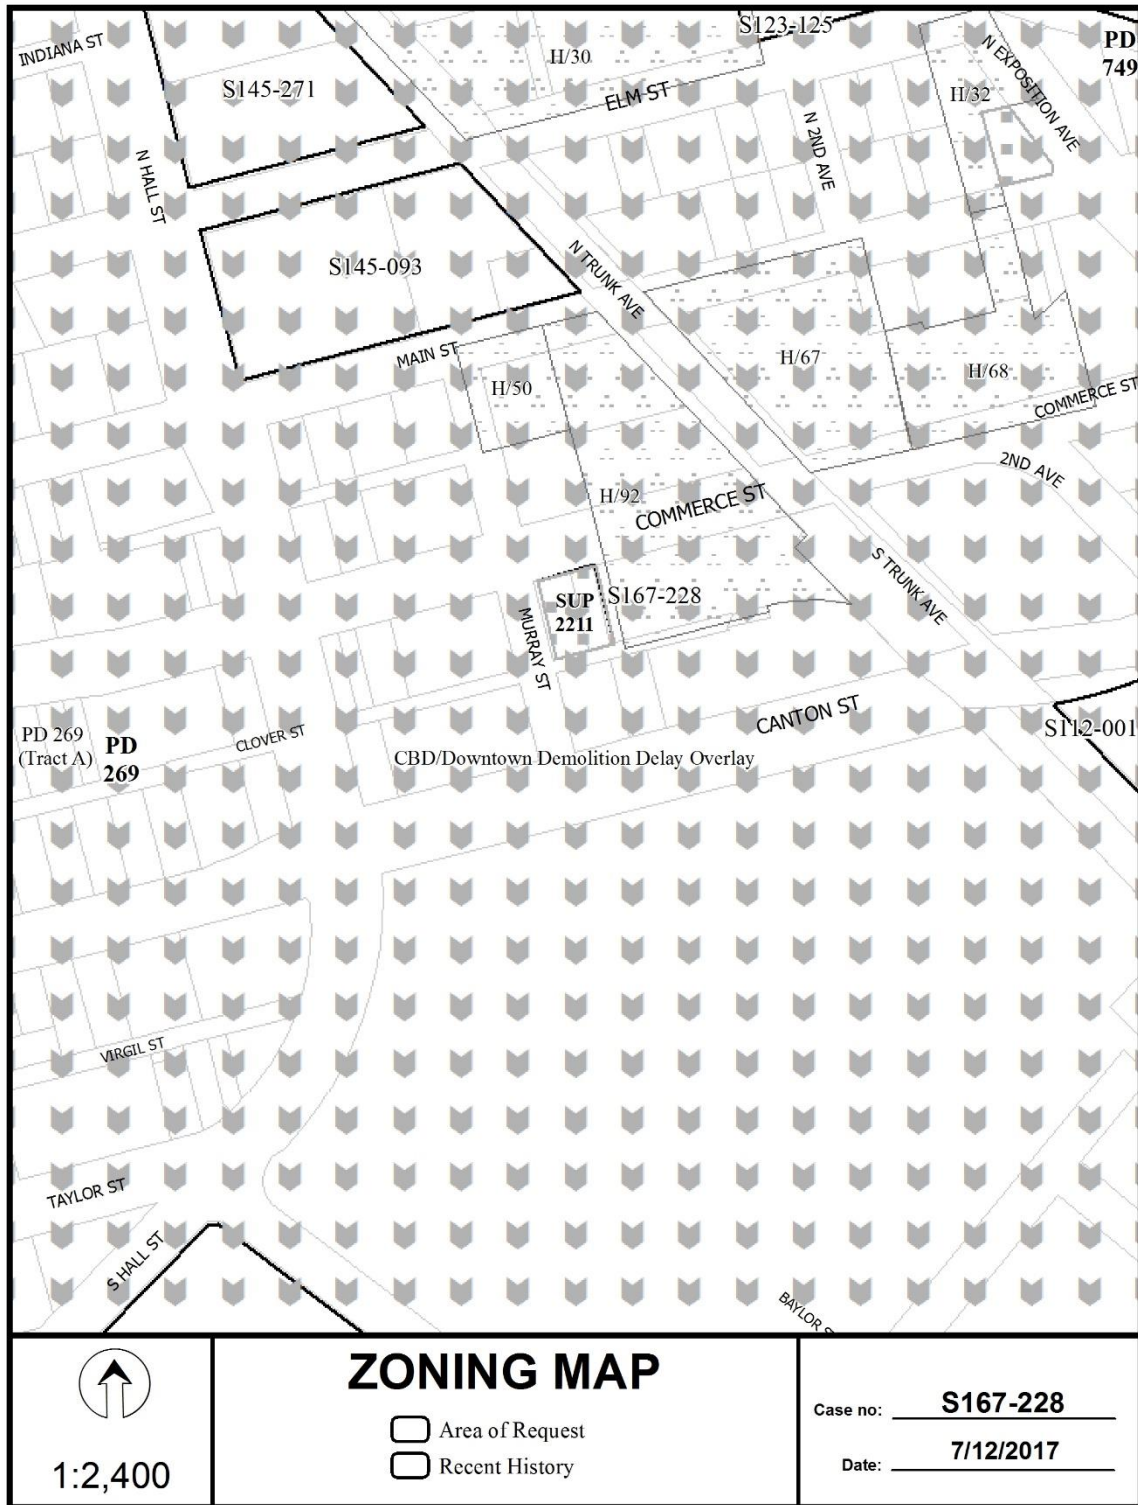 S123-125
INDIANA ST
H/30
N EXPOSITION AVE
PD
749
S145-271
ELM ST
H/32
N 2ND AVE
N HALL ST
S145-093
N TRUNK AVE
MAIN ST
H/67
H/50
H/68
COMMERCE ST
2ND AVE
H/92
COMMERCE ST
S TRUNK AVE
SUP
2211
S167-228
MURRAY ST
CANTON ST
S112-001
PD 269
(Tract A)
PD
269
CLOVER ST
CBD/Downtown Demolition Delay Overlay
VIRGIL ST
TAYLOR ST
S HALL ST
BAYLOR S
1:2,400
ZONING MAP
Area of Request
Recent History
Case no: S167-228
Date: 7/12/2017